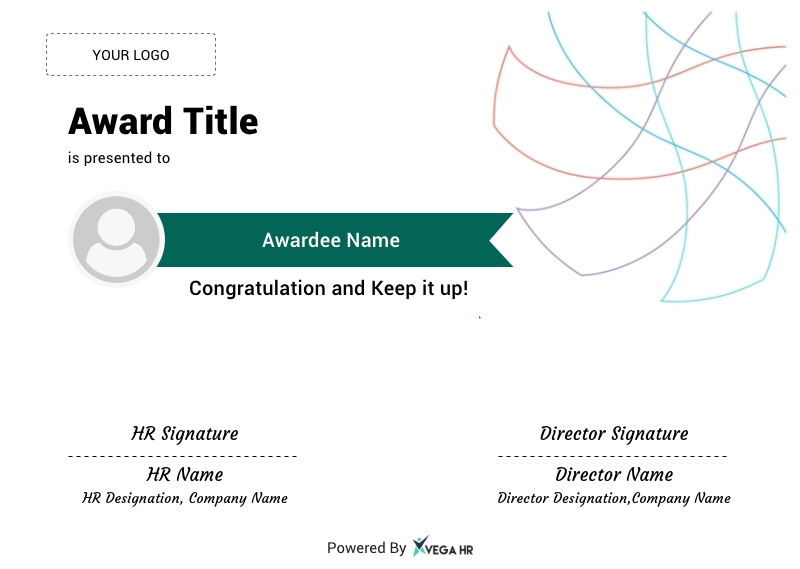 YOUR LOGO
Award Title
is presented to
Awardee Name
Congratulation and Keep it up!
HR Signature
Director Signature
HR Name
Director Name
HR Designation, Company Name
Director Designation,Company Name
Powered By VEGA HR